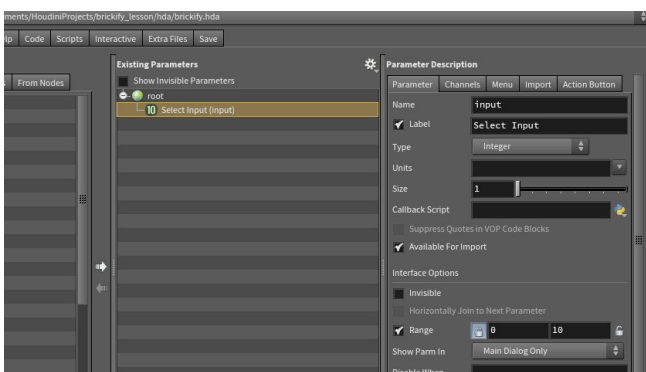 ments/HoudiniProjects/brickify_lesson/hda/brickify.hda
lp Code Scripts Interactive Extra Files Save
From Nodes
Existing Parameters
Show Invisible Parameters
root
10 Select Input (input)
Parameter Description
Parameter Channels Menu Import Action Button
Name input
Label Select Input
Type Integer
Units
Size 1
Callback Script
Suppress Quotes in VOP Code Blocks
Available For Import
Interface Options
Invisible
Horizontally Join to Next Parameter
Range 0 10
Show Parm In Main Dialog Only
Disable When